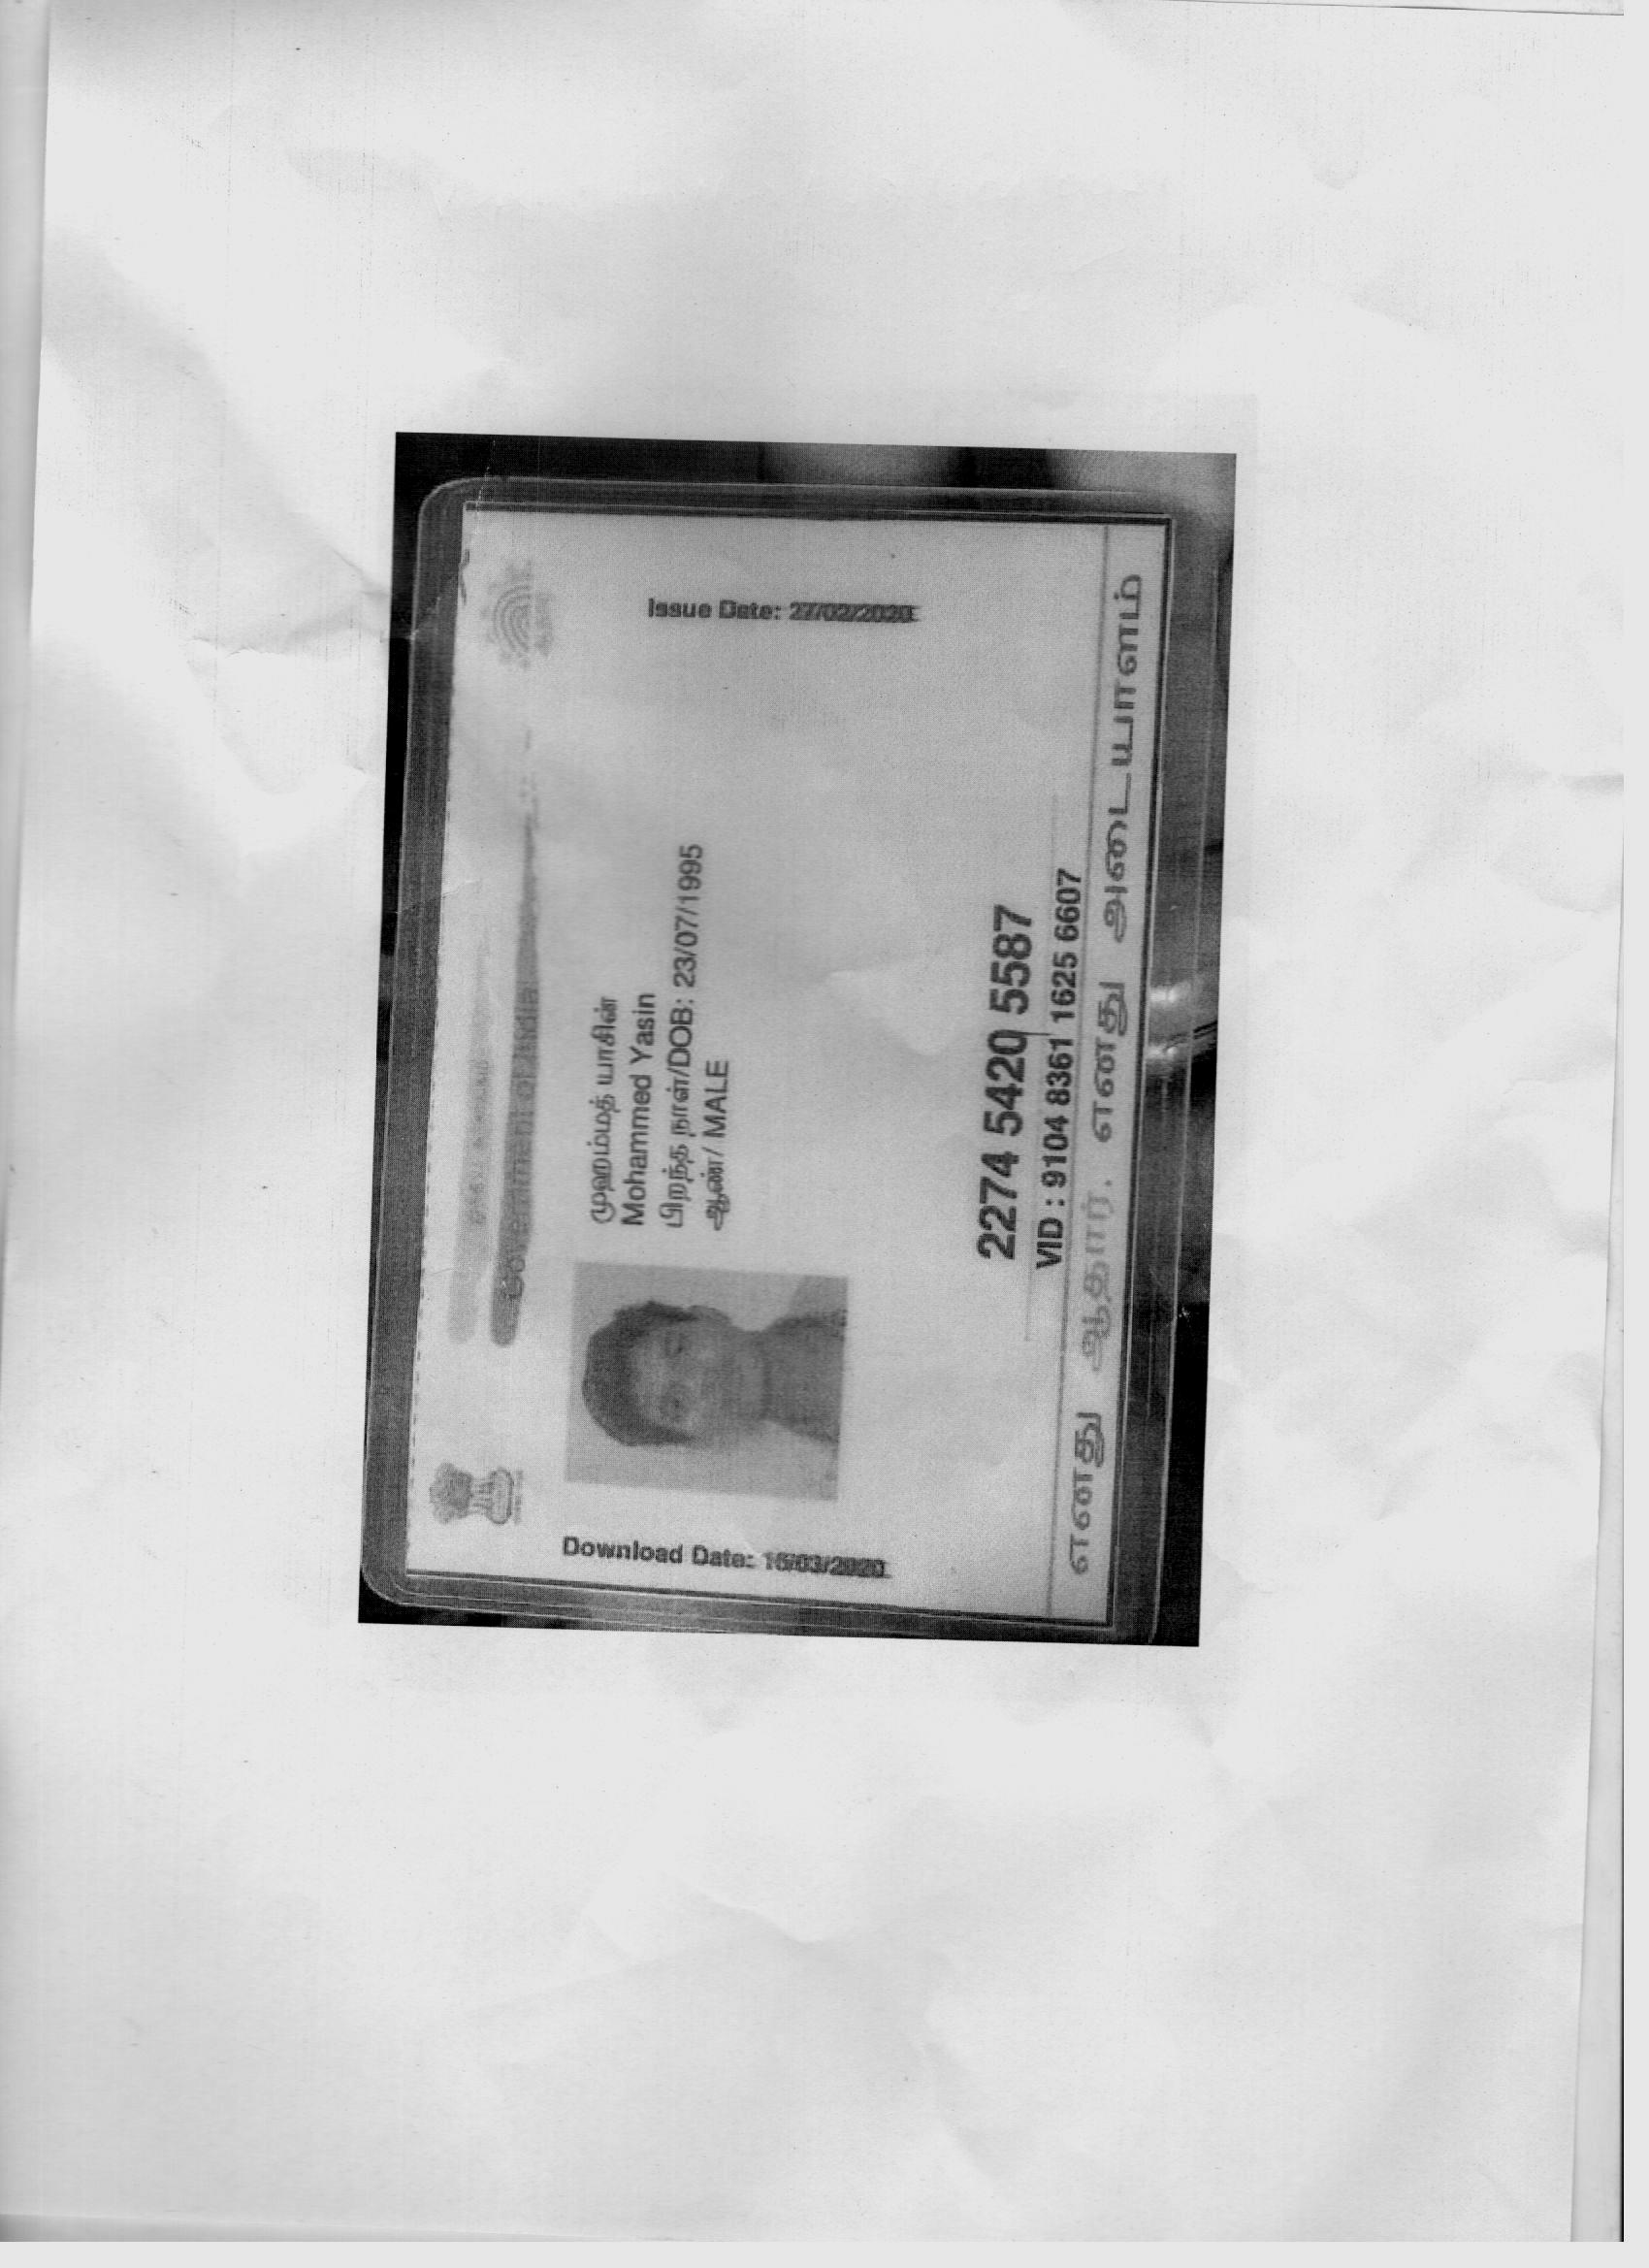 Government of India
Download Date: 15/03/2020
Issue Date: 27/02/2020
முஹம்மத் யாசின்
Mohammed Yasin
பிறந்த நாள்/DOB: 23/07/1995
ஆண்/ MALE
2274 5420 5587
VID : 9104 8361 1625 6607
எனது ஆதார். எனது அடையாளம்